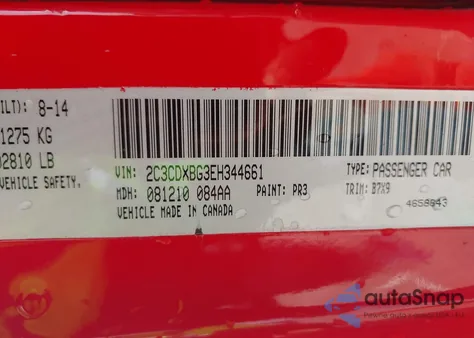 ILT): 8-14
1275 KG
02810 LB
VEHICLE SAFETY,
VIN: 2C3CDXBG3EH344661
TYPE: PASSENGER CAR
MDH: 081210 084AA
PAINT: PR3
TRIM: B7X9
VEHICLE MADE IN CANADA
4658843
autoSnap